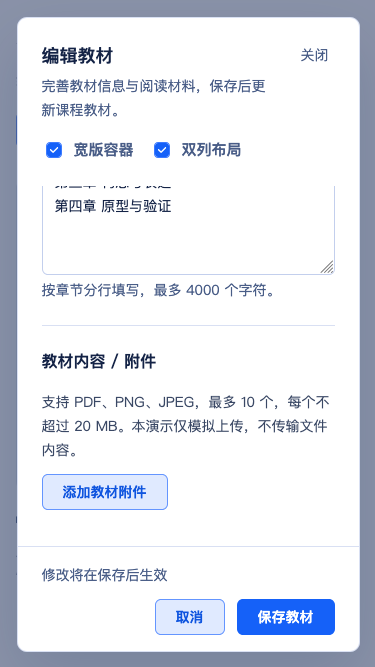 编辑教材
关闭
完善教材信息与阅读材料，保存后更
新课程教材。
宽版容器
双列布局
第四章 原型与验证
按章节分行填写，最多 4000 个字符。
教材内容 / 附件
支持 PDF、PNG、JPEG，最多 10 个，每个不
超过 20 MB。本演示仅模拟上传，不传输文件
内容。
添加教材附件
修改将在保存后生效
取消
保存教材